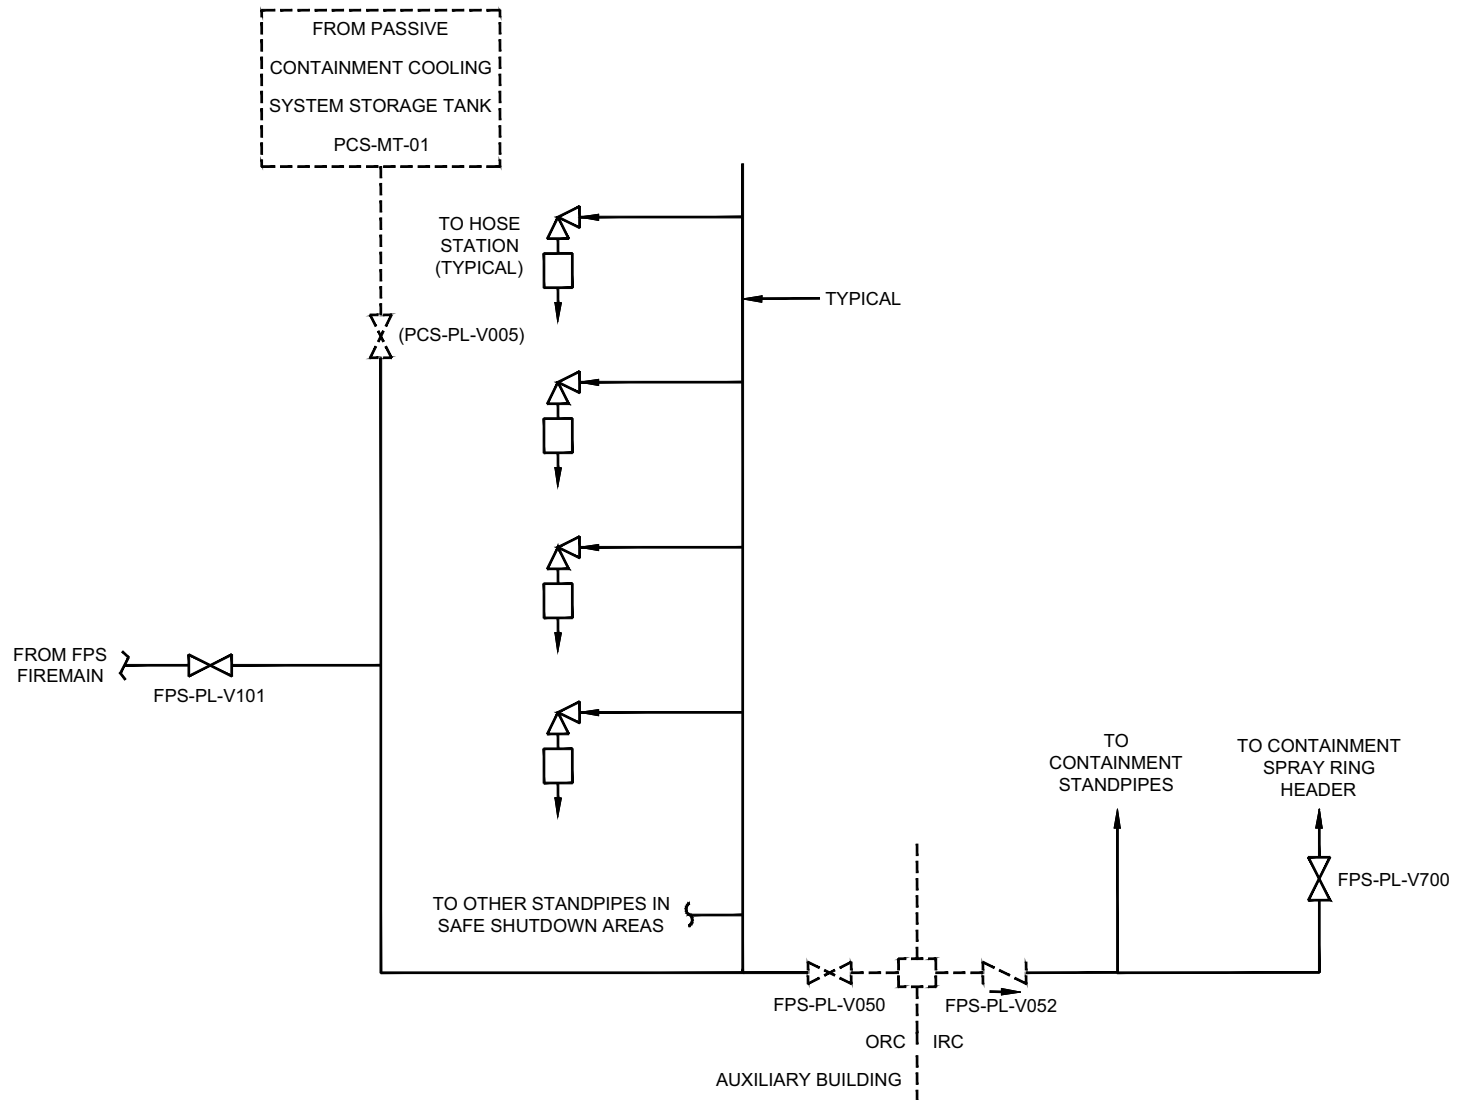 FROM PASSIVE
CONTAINMENT COOLING
SYSTEM STORAGE TANK
PCS-MT-01
TO HOSE
STATION
(TYPICAL)
TYPICAL
(PCS-PL-V005)
FROM FPS
FIREMAIN
FPS-PL-V101
TO
CONTAINMENT
STANDPIPES
TO CONTAINMENT
SPRAY RING
HEADER
FPS-PL-V700
TO OTHER STANDPIPES IN
SAFE SHUTDOWN AREAS
FPS-PL-V050
FPS-PL-V052
ORC
IRC
AUXILIARY BUILDING